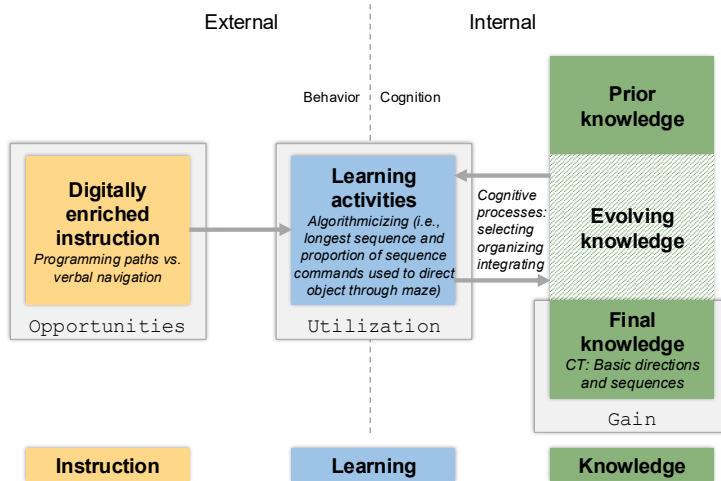 External
Internal
Behavior
Cognition
Prior
knowledge
Digitally
enriched
instruction
Programming paths vs.
verbal navigation
Opportunities
Learning
activities
Algorithmicizing (i.e.,
longest sequence and
proportion of sequence
commands used to direct
object through maze)
Utilization
Cognitive
processes:
selecting
organizing
integrating
Evolving
knowledge
Final
knowledge
CT: Basic directions
and sequences
Gain
Instruction
Learning
Knowledge